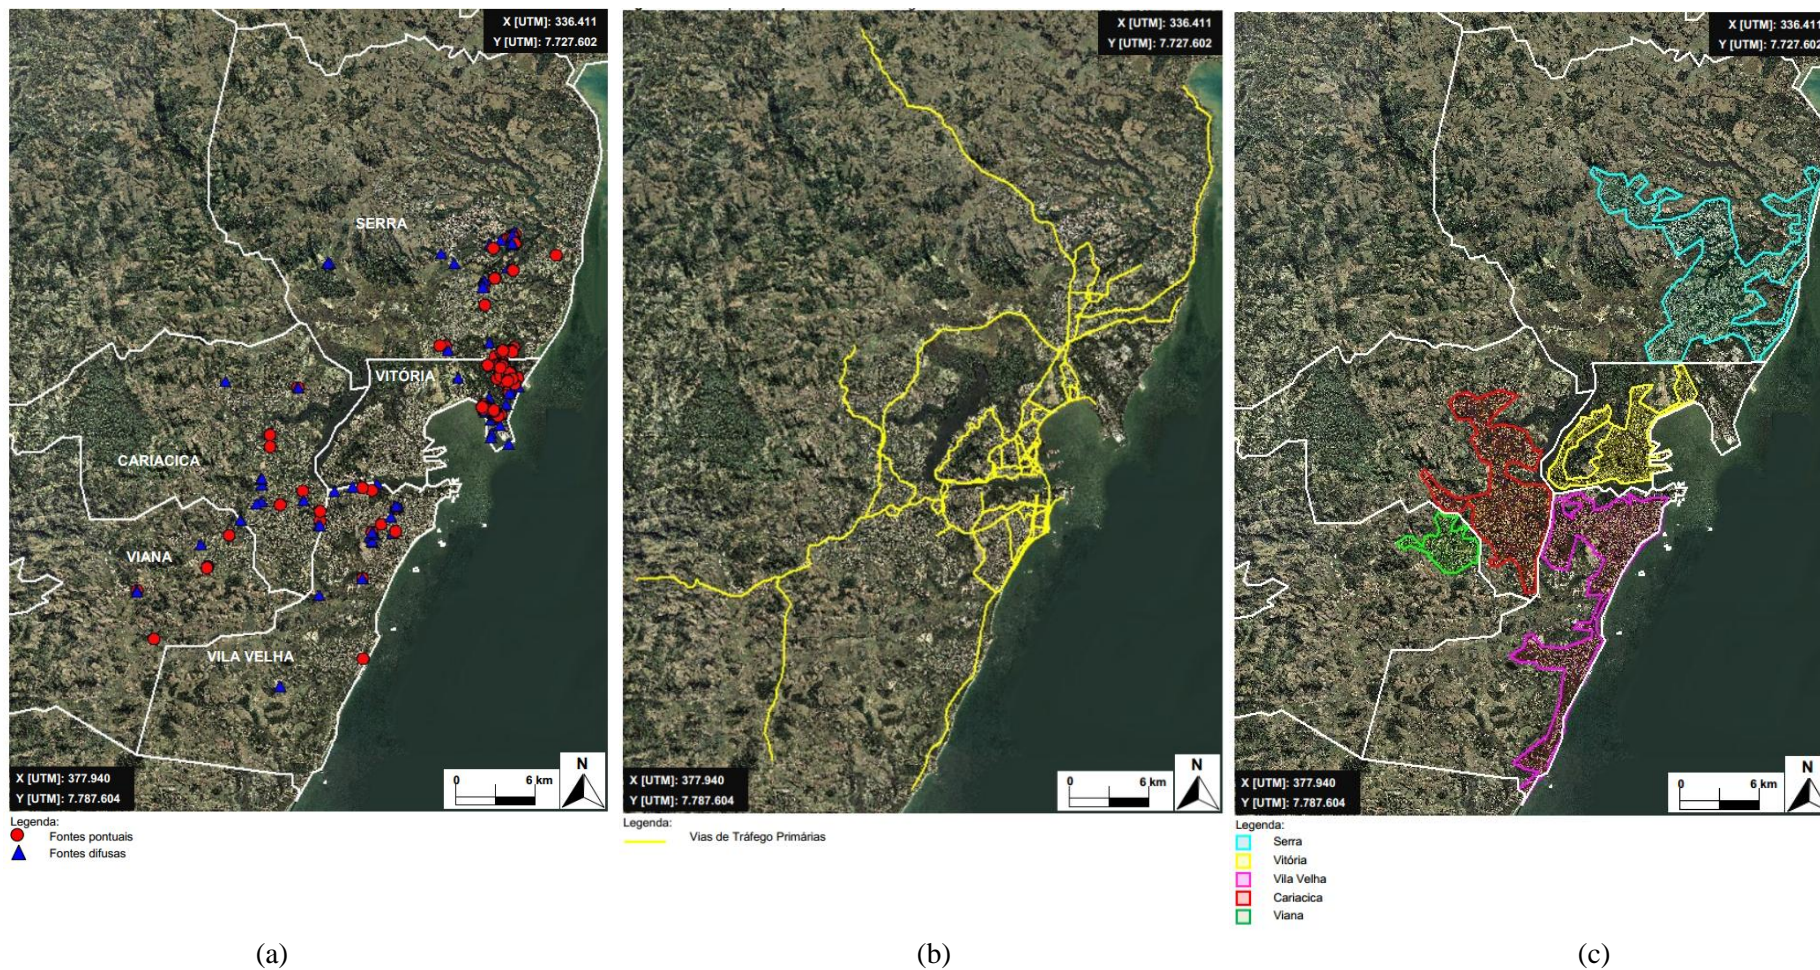 X [UTM]: 336.411
Y [UTM]: 7.727.602
SERRA
VITÓRIA
CARIACICA
VIANA
VILA VELHA
X [UTM]: 377.940
Y [UTM]: 7.787.604
0 6 km
N
Legenda:
Fontes pontuais
Fontes difusas
(a)
X [UTM]: 336.411
Y [UTM]: 7.727.602
X [UTM]: 377.940
Y [UTM]: 7.787.604
0 6 km
N
Legenda:
Vias de Tráfego Primárias
(b)
X [UTM]: 336.411
Y [UTM]: 7.727.602
X [UTM]: 377.940
Y [UTM]: 7.787.604
0 6 km
N
Legenda:
Serra
Vitória
Vila Velha
Cariacica
Viana
(c)